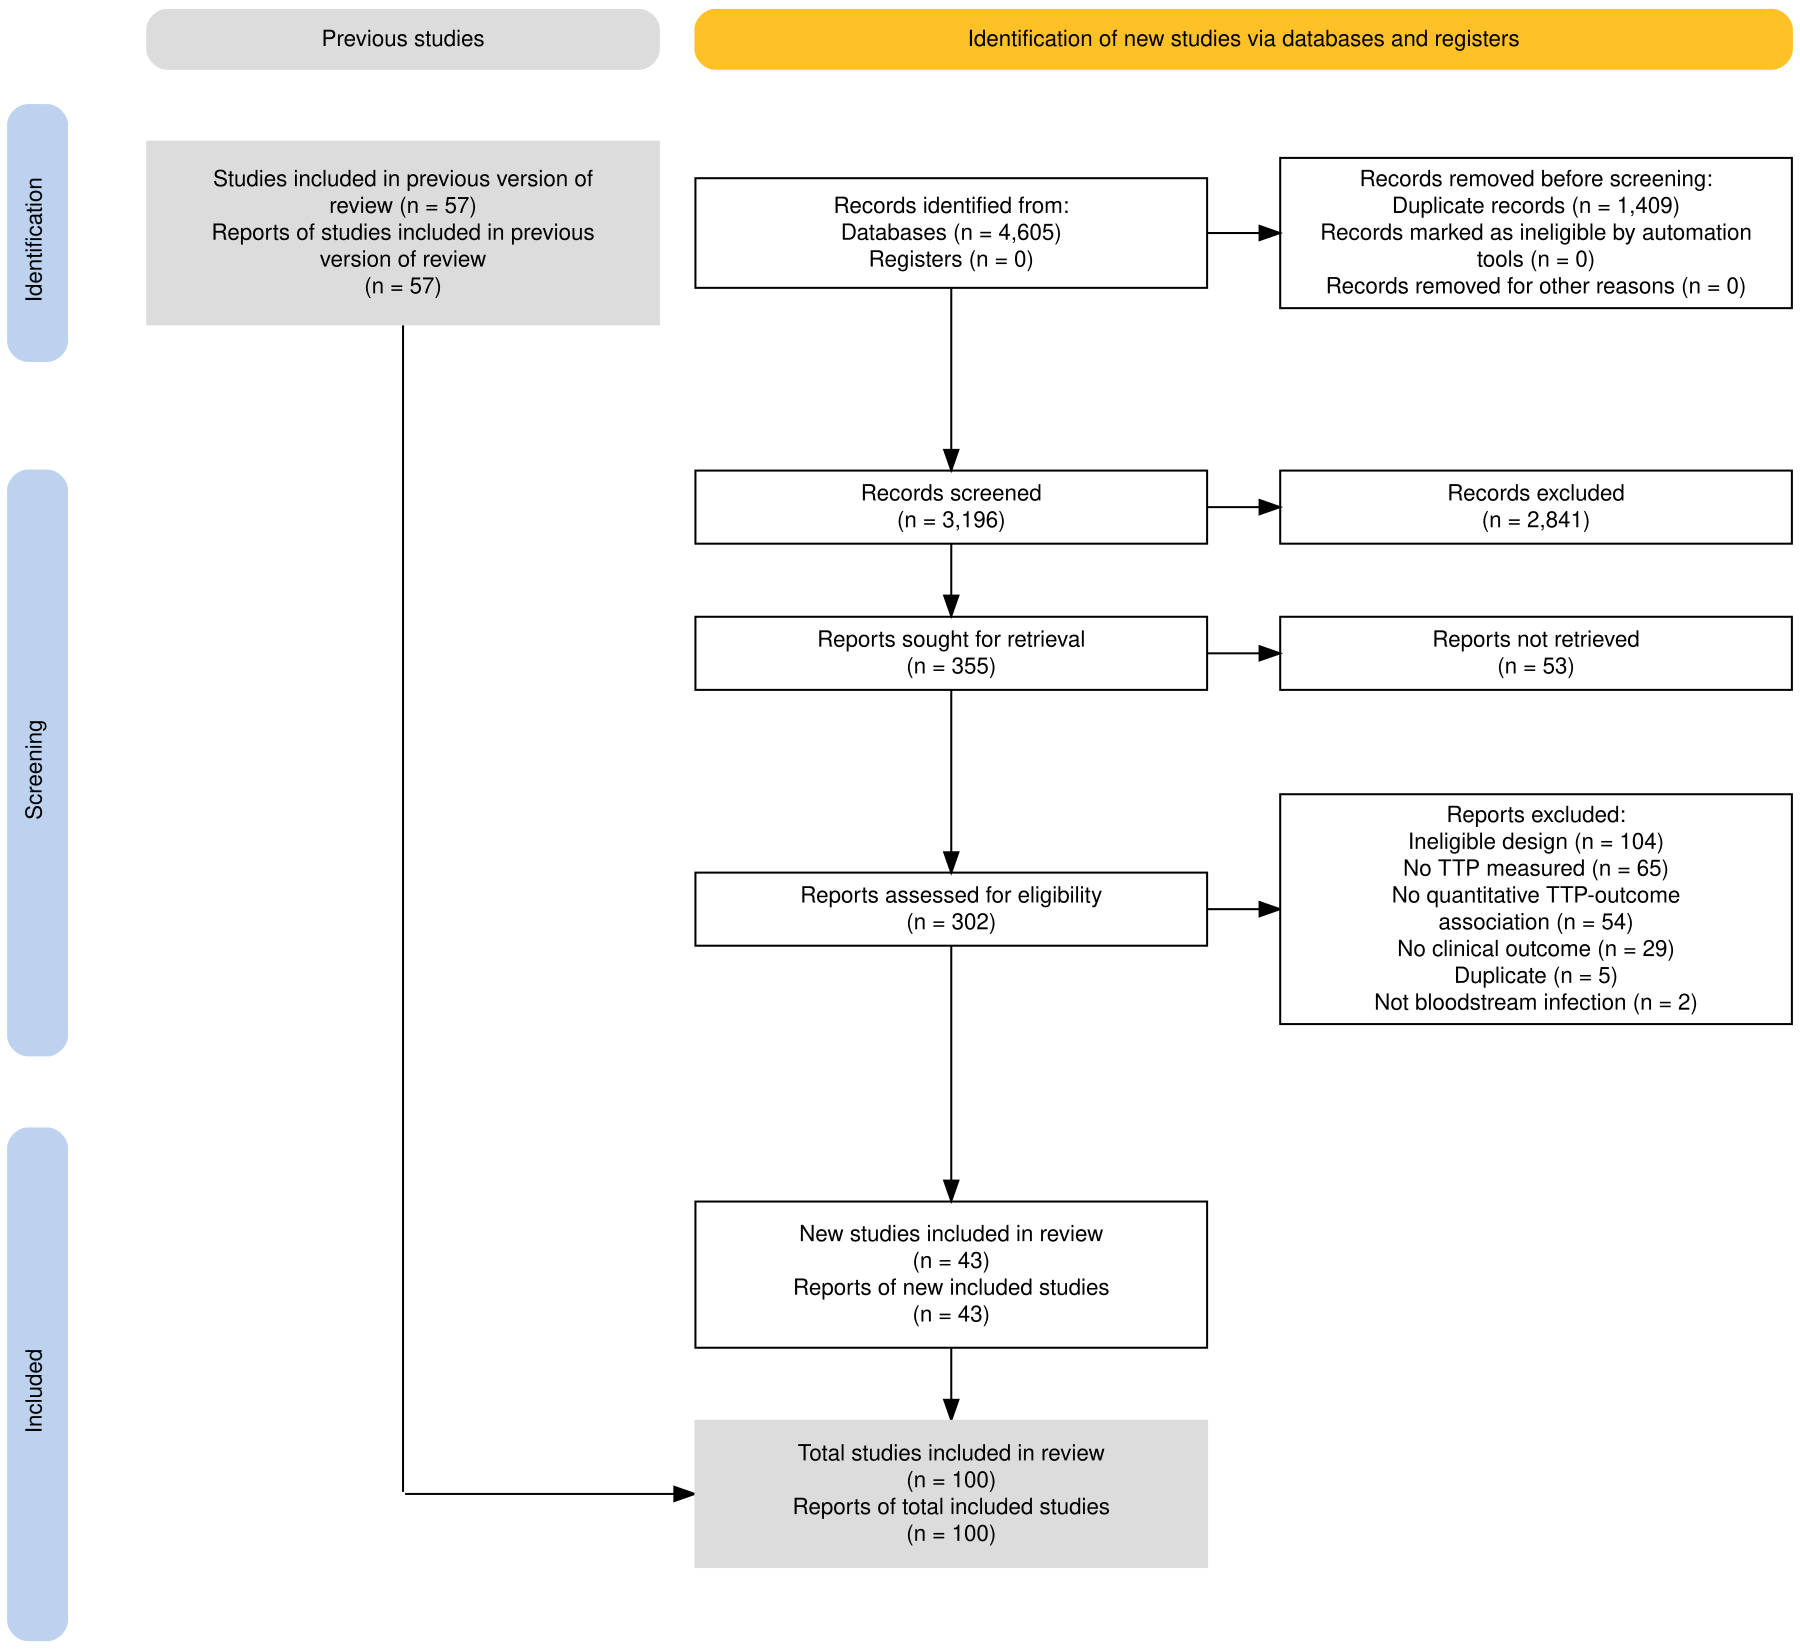 Previous studies
Identification of new studies via databases and registers
Identification
Studies included in previous version of
review (n = 57)
Reports of studies included in previous
version of review
(n = 57)
Records identified from:
Databases (n = 4,605)
Registers (n = 0)
Records removed before screening:
Duplicate records (n = 1,409)
Records marked as ineligible by automation
tools (n = 0)
Records removed for other reasons (n = 0)
Screening
Records screened
(n = 3,196)
Records excluded
(n = 2,841)
Reports sought for retrieval
(n = 355)
Reports not retrieved
(n = 53)
Reports assessed for eligibility
(n = 302)
Reports excluded:
Ineligible design (n = 104)
No TTP measured (n = 65)
No quantitative TTP-outcome
association (n = 54)
No clinical outcome (n = 29)
Duplicate (n = 5)
Not bloodstream infection (n = 2)
Included
New studies included in review
(n = 43)
Reports of new included studies
(n = 43)
Total studies included in review
(n = 100)
Reports of total included studies
(n = 100)